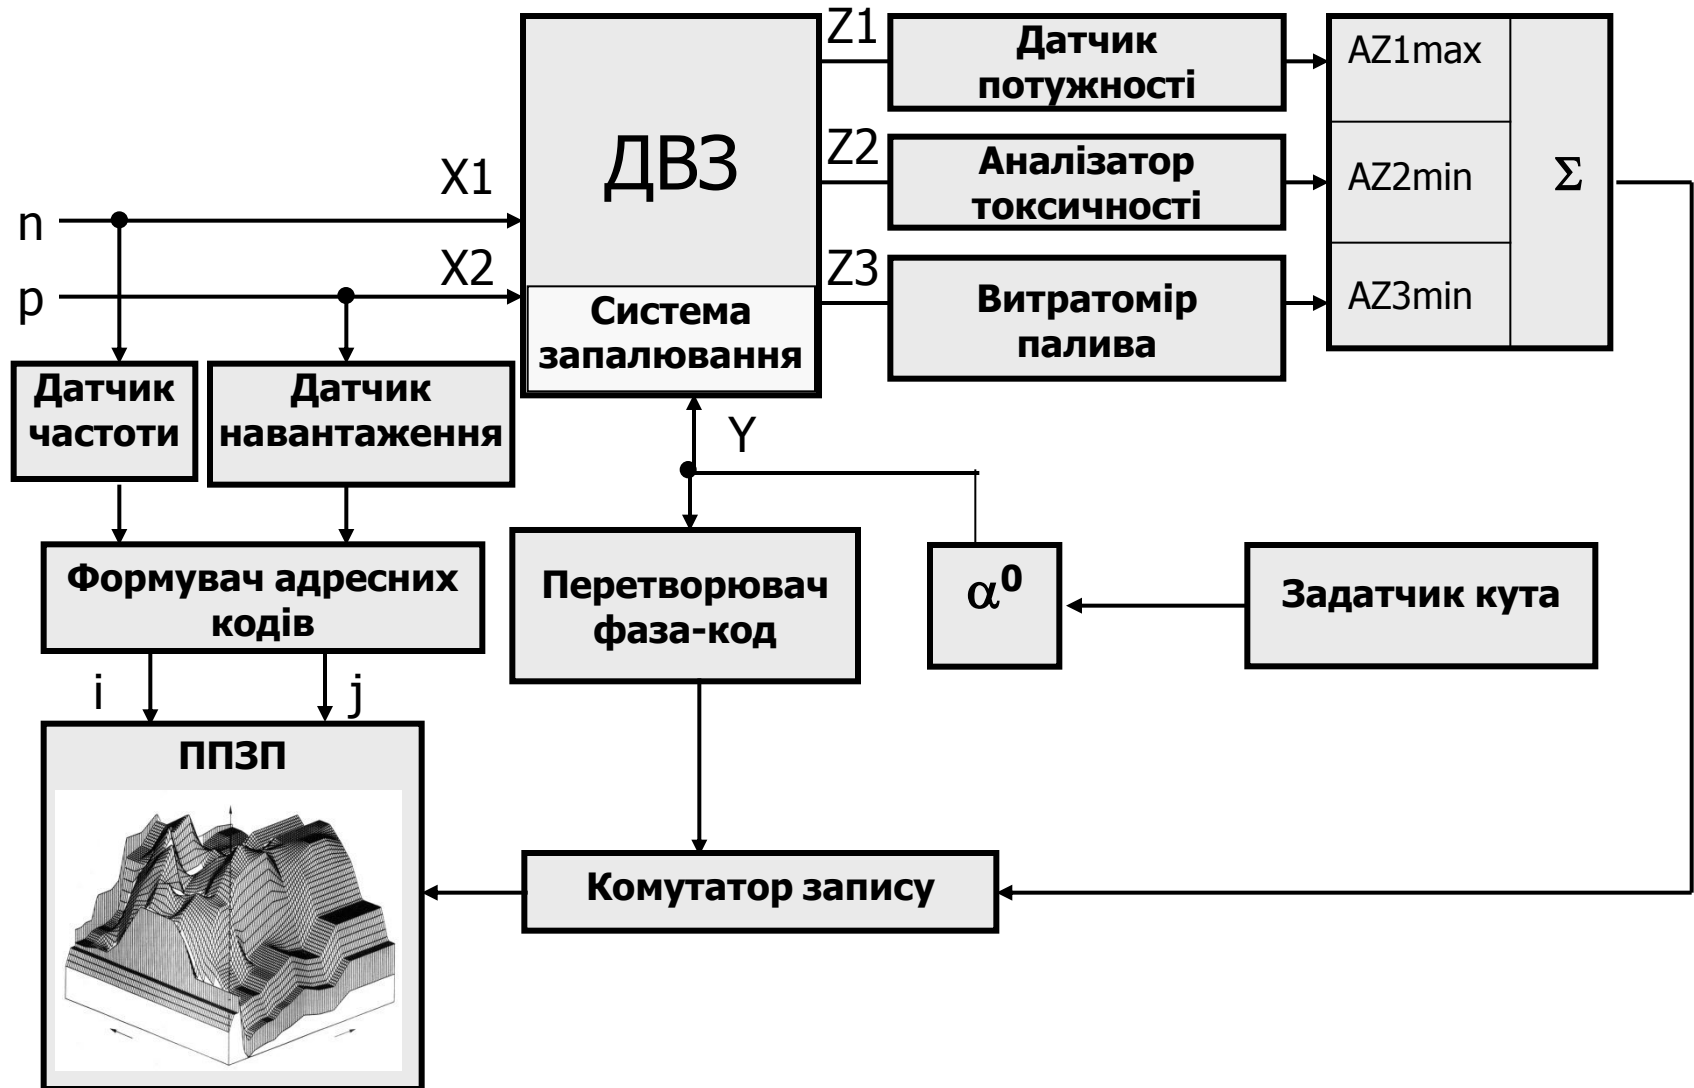 Z1
Датчик
потужності
AZ1max
ДВЗ
Z2
Аналізатор
токсичності
AZ2min
Σ
X1
n
X2
p
Z3
Витратомір
палива
AZ3min
Система
запалювання
Датчик
частоти
Датчик
навантаження
Y
Формувач адресних
кодів
Перетворювач
фаза-код
α⁰
Задатчик кута
i
j
ППЗП
Комутатор запису